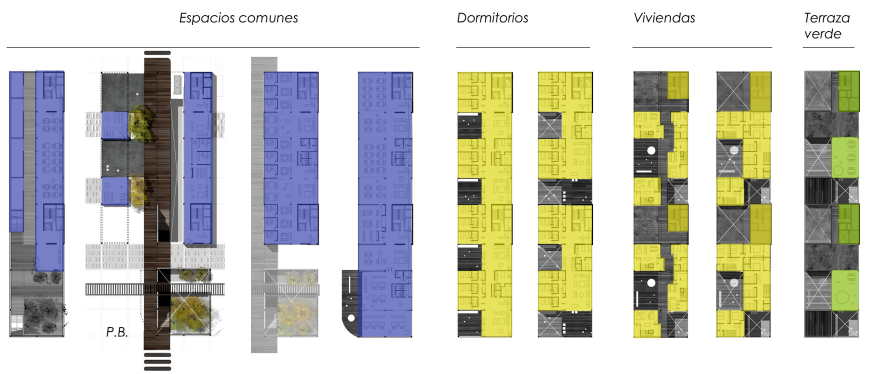 Espacios comunes
Dormitorios
Viviendas
Terraza
verde
P.B.